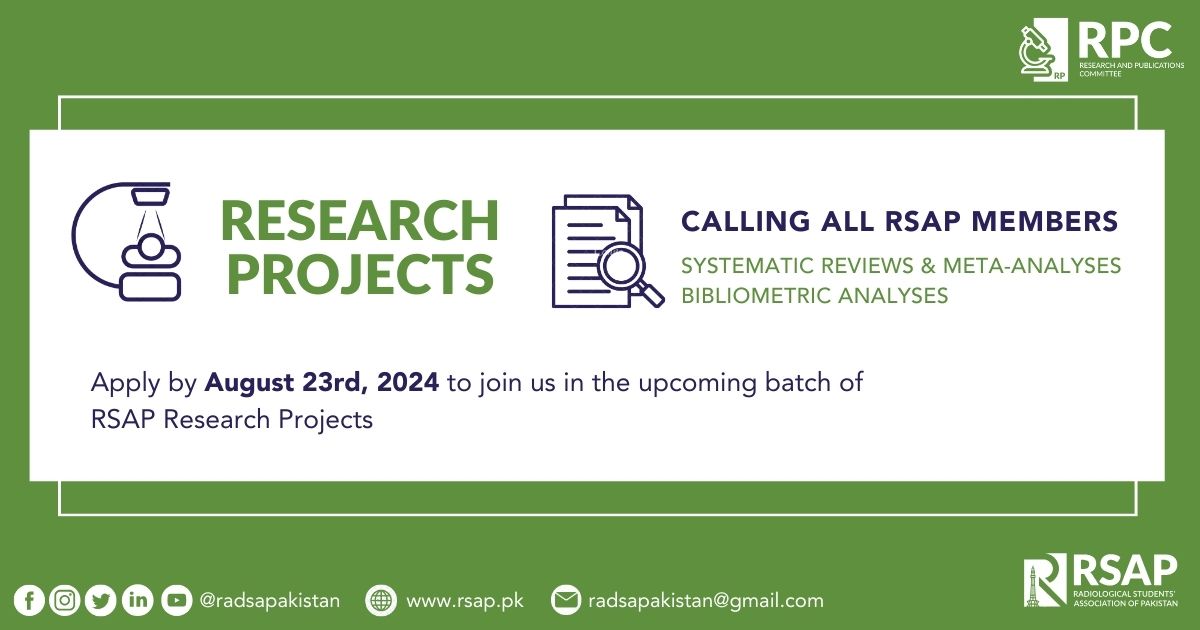 RP
RPC
RESEARCH AND PUBLICATIONS
COMMITTEE
RESEARCH
PROJECTS
CALLING ALL RSAP MEMBERS
SYSTEMATIC REVIEWS & META-ANALYSES
BIBLIOMETRIC ANALYSES
Apply by August 23rd, 2024 to join us in the upcoming batch of
RSAP Research Projects
@radsapakistan
www.rsap.pk
radsapakistan@gmail.com
RSAP
RADIOLOGICAL STUDENTS'
ASSOCIATION OF PAKISTAN